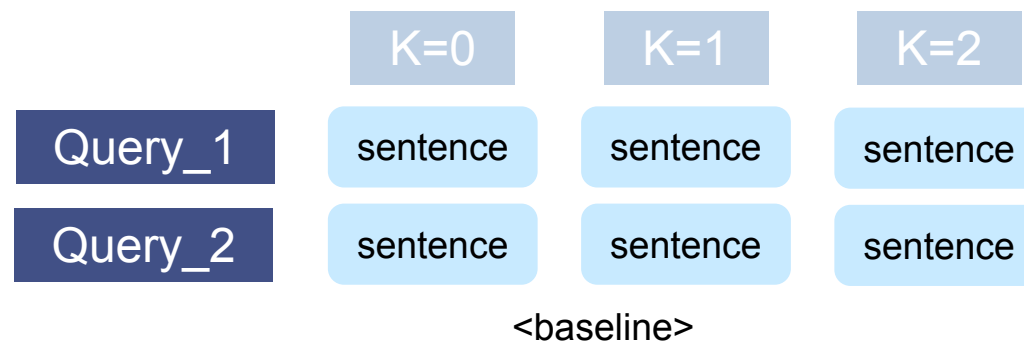 K=0 K=1 K=2
Query_1 sentence sentence sentence
Query_2 sentence sentence sentence
<baseline>